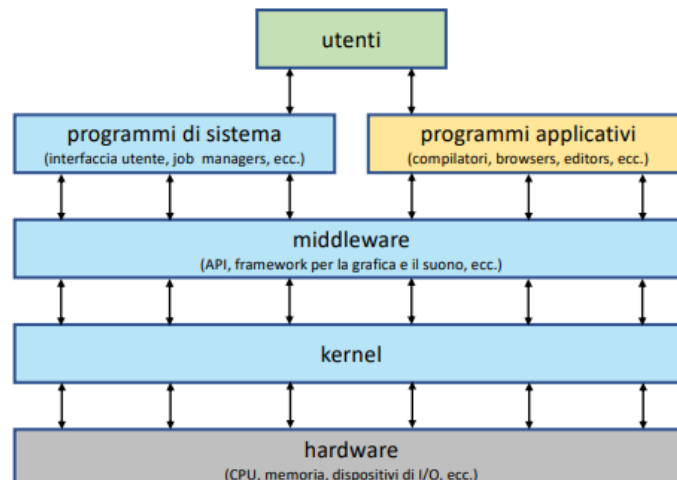 utenti
programmi di sistema
(interfaccia utente, job managers, ecc.)
programmi applicativi
(compilatori, browsers, editors, ecc.)
middleware
(API, framework per la grafica e il suono, ecc.)
kernel
hardware
(CPU, memoria, dispositivi di I/O, ecc.)